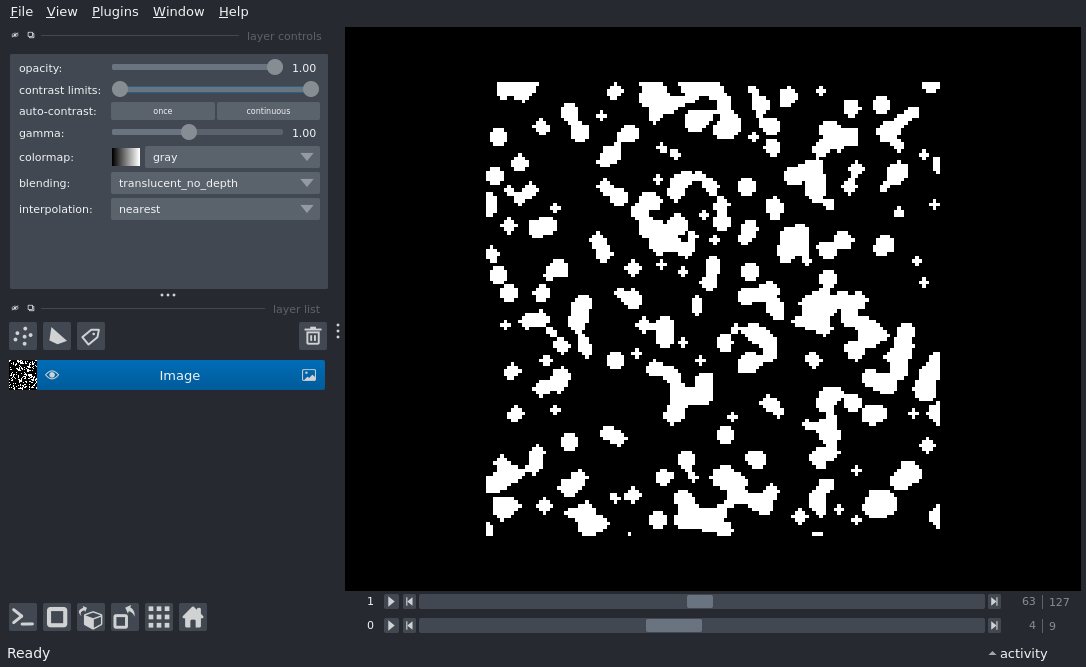 File View Plugins Window Help
layer controls
opacity: 1.00
contrast limits:
auto-contrast: once continuous
gamma: 1.00
colormap: gray
blending: translucent_no_depth
interpolation: nearest
layer list
Image
1 63 127
0 4 9
Ready activity